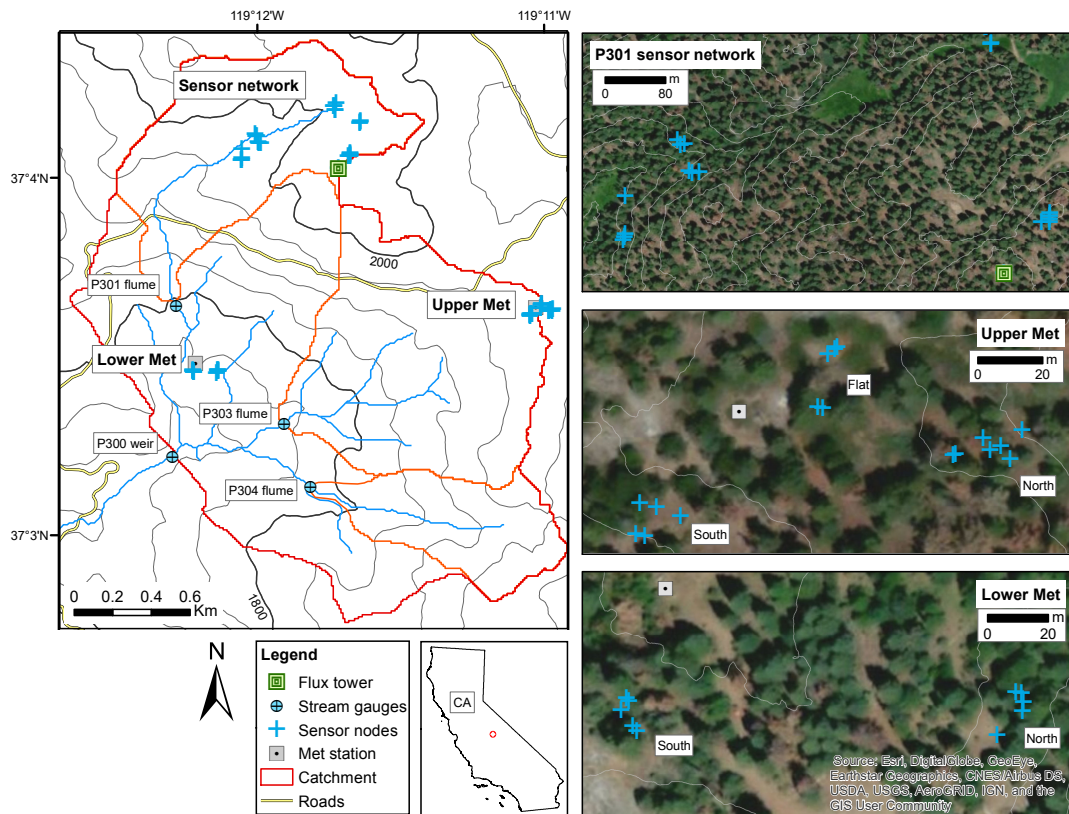 119°12'W
119°11'W
37°4'N
37°3'N
Sensor network
2000
P301 flume
Upper Met
Lower Met
P303 flume
P300 weir
P304 flume
1800
0 0.2 0.4 0.6
Km
N
Legend
Flux tower
Stream gauges
Sensor nodes
Met station
Catchment
Roads
CA
P301 sensor network
m
0 80
Upper Met
m
0 20
Flat
North
South
Lower Met
m
0 20
South
North
Source: Esri, DigitalGlobe, GeoEye,
Earthstar Geographics, CNES/Airbus DS,
USDA, USGS, AeroGRID, IGN, and the
GIS User Community